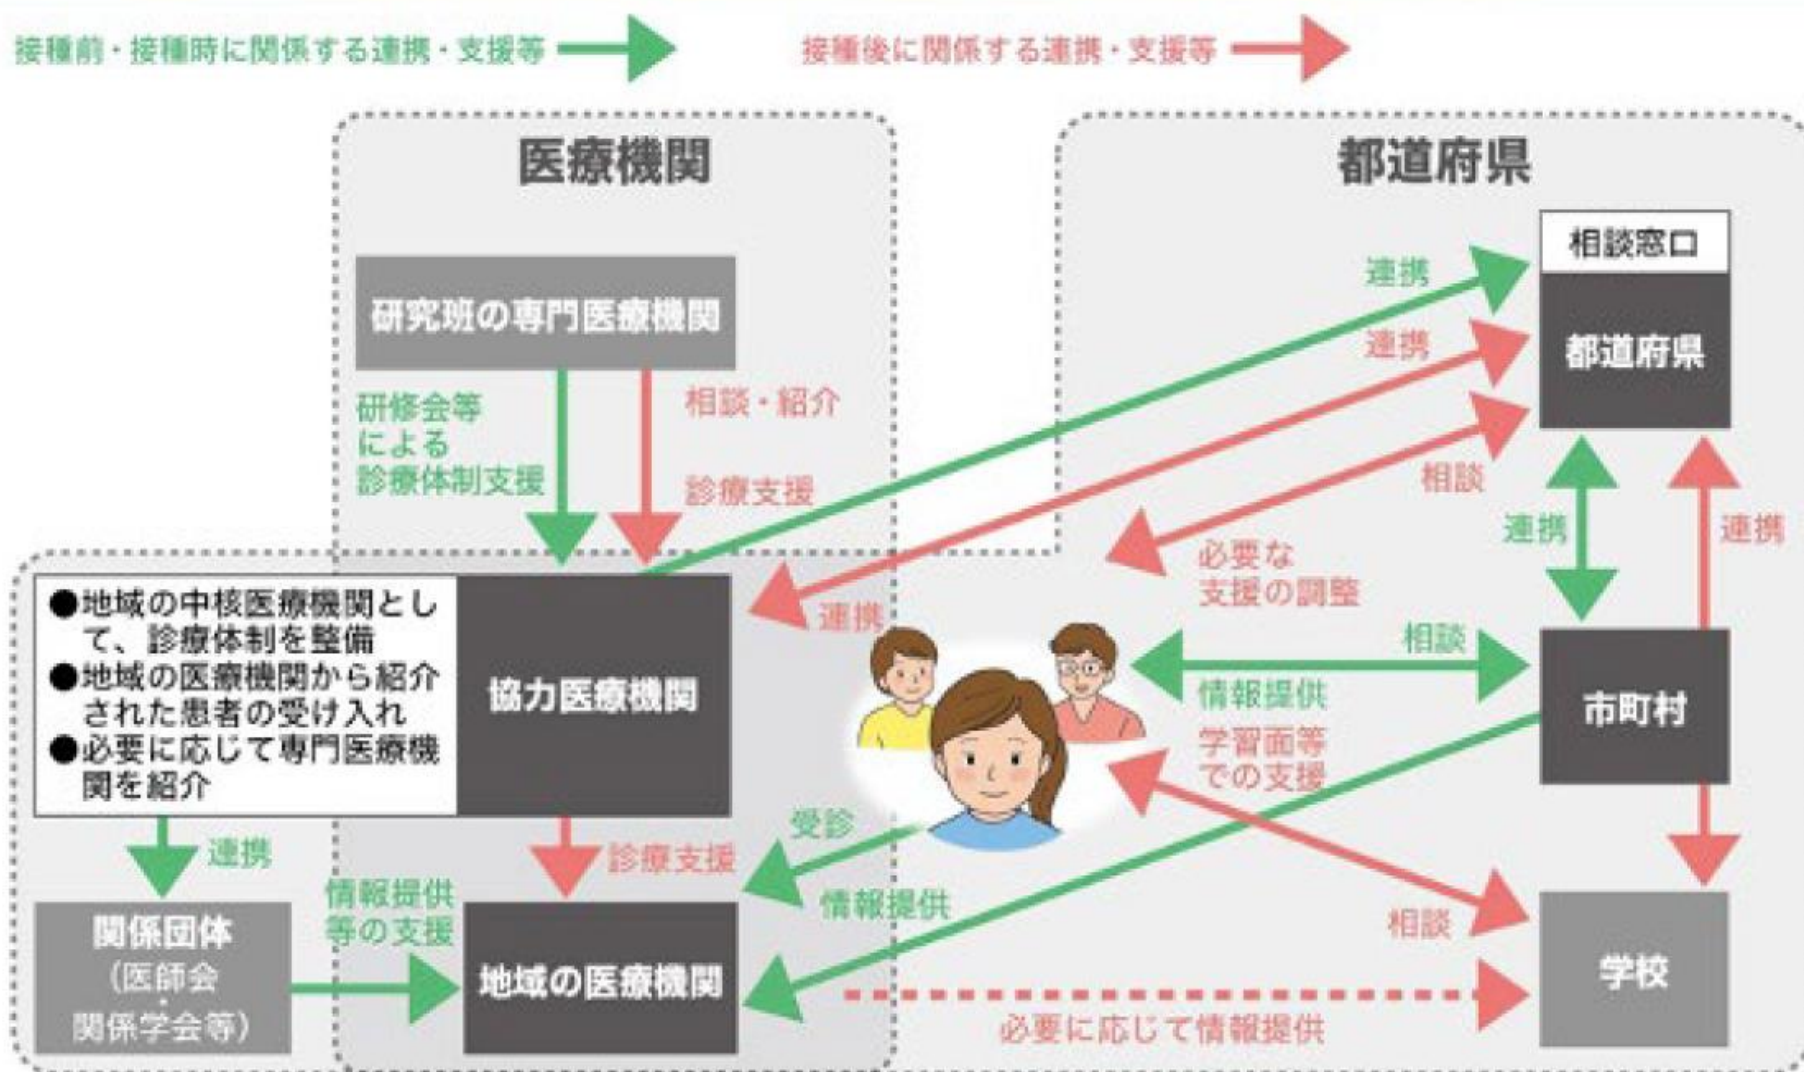 接種前・接種時に関係する連携・支援等
接種後に関係する連携・支援等
医療機関
都道府県
相談窓口
都道府県
研究班の専門医療機関
連携
連携
研修会等
による
診療体制支援
相談・紹介
診療支援
相談
連携
連携
必要な
支援の調整
●地域の中核医療機関とし
て、診療体制を整備
●地域の医療機関から紹介
された患者の受け入れ
●必要に応じて専門医療機
関を紹介
協力医療機関
連携
相談
情報提供
市町村
学習面等
での支援
受診
連携
診療支援
情報提供
等の支援
情報提供
相談
関係団体
(医師会
・
関係学会等)
地域の医療機関
学校
必要に応じて情報提供